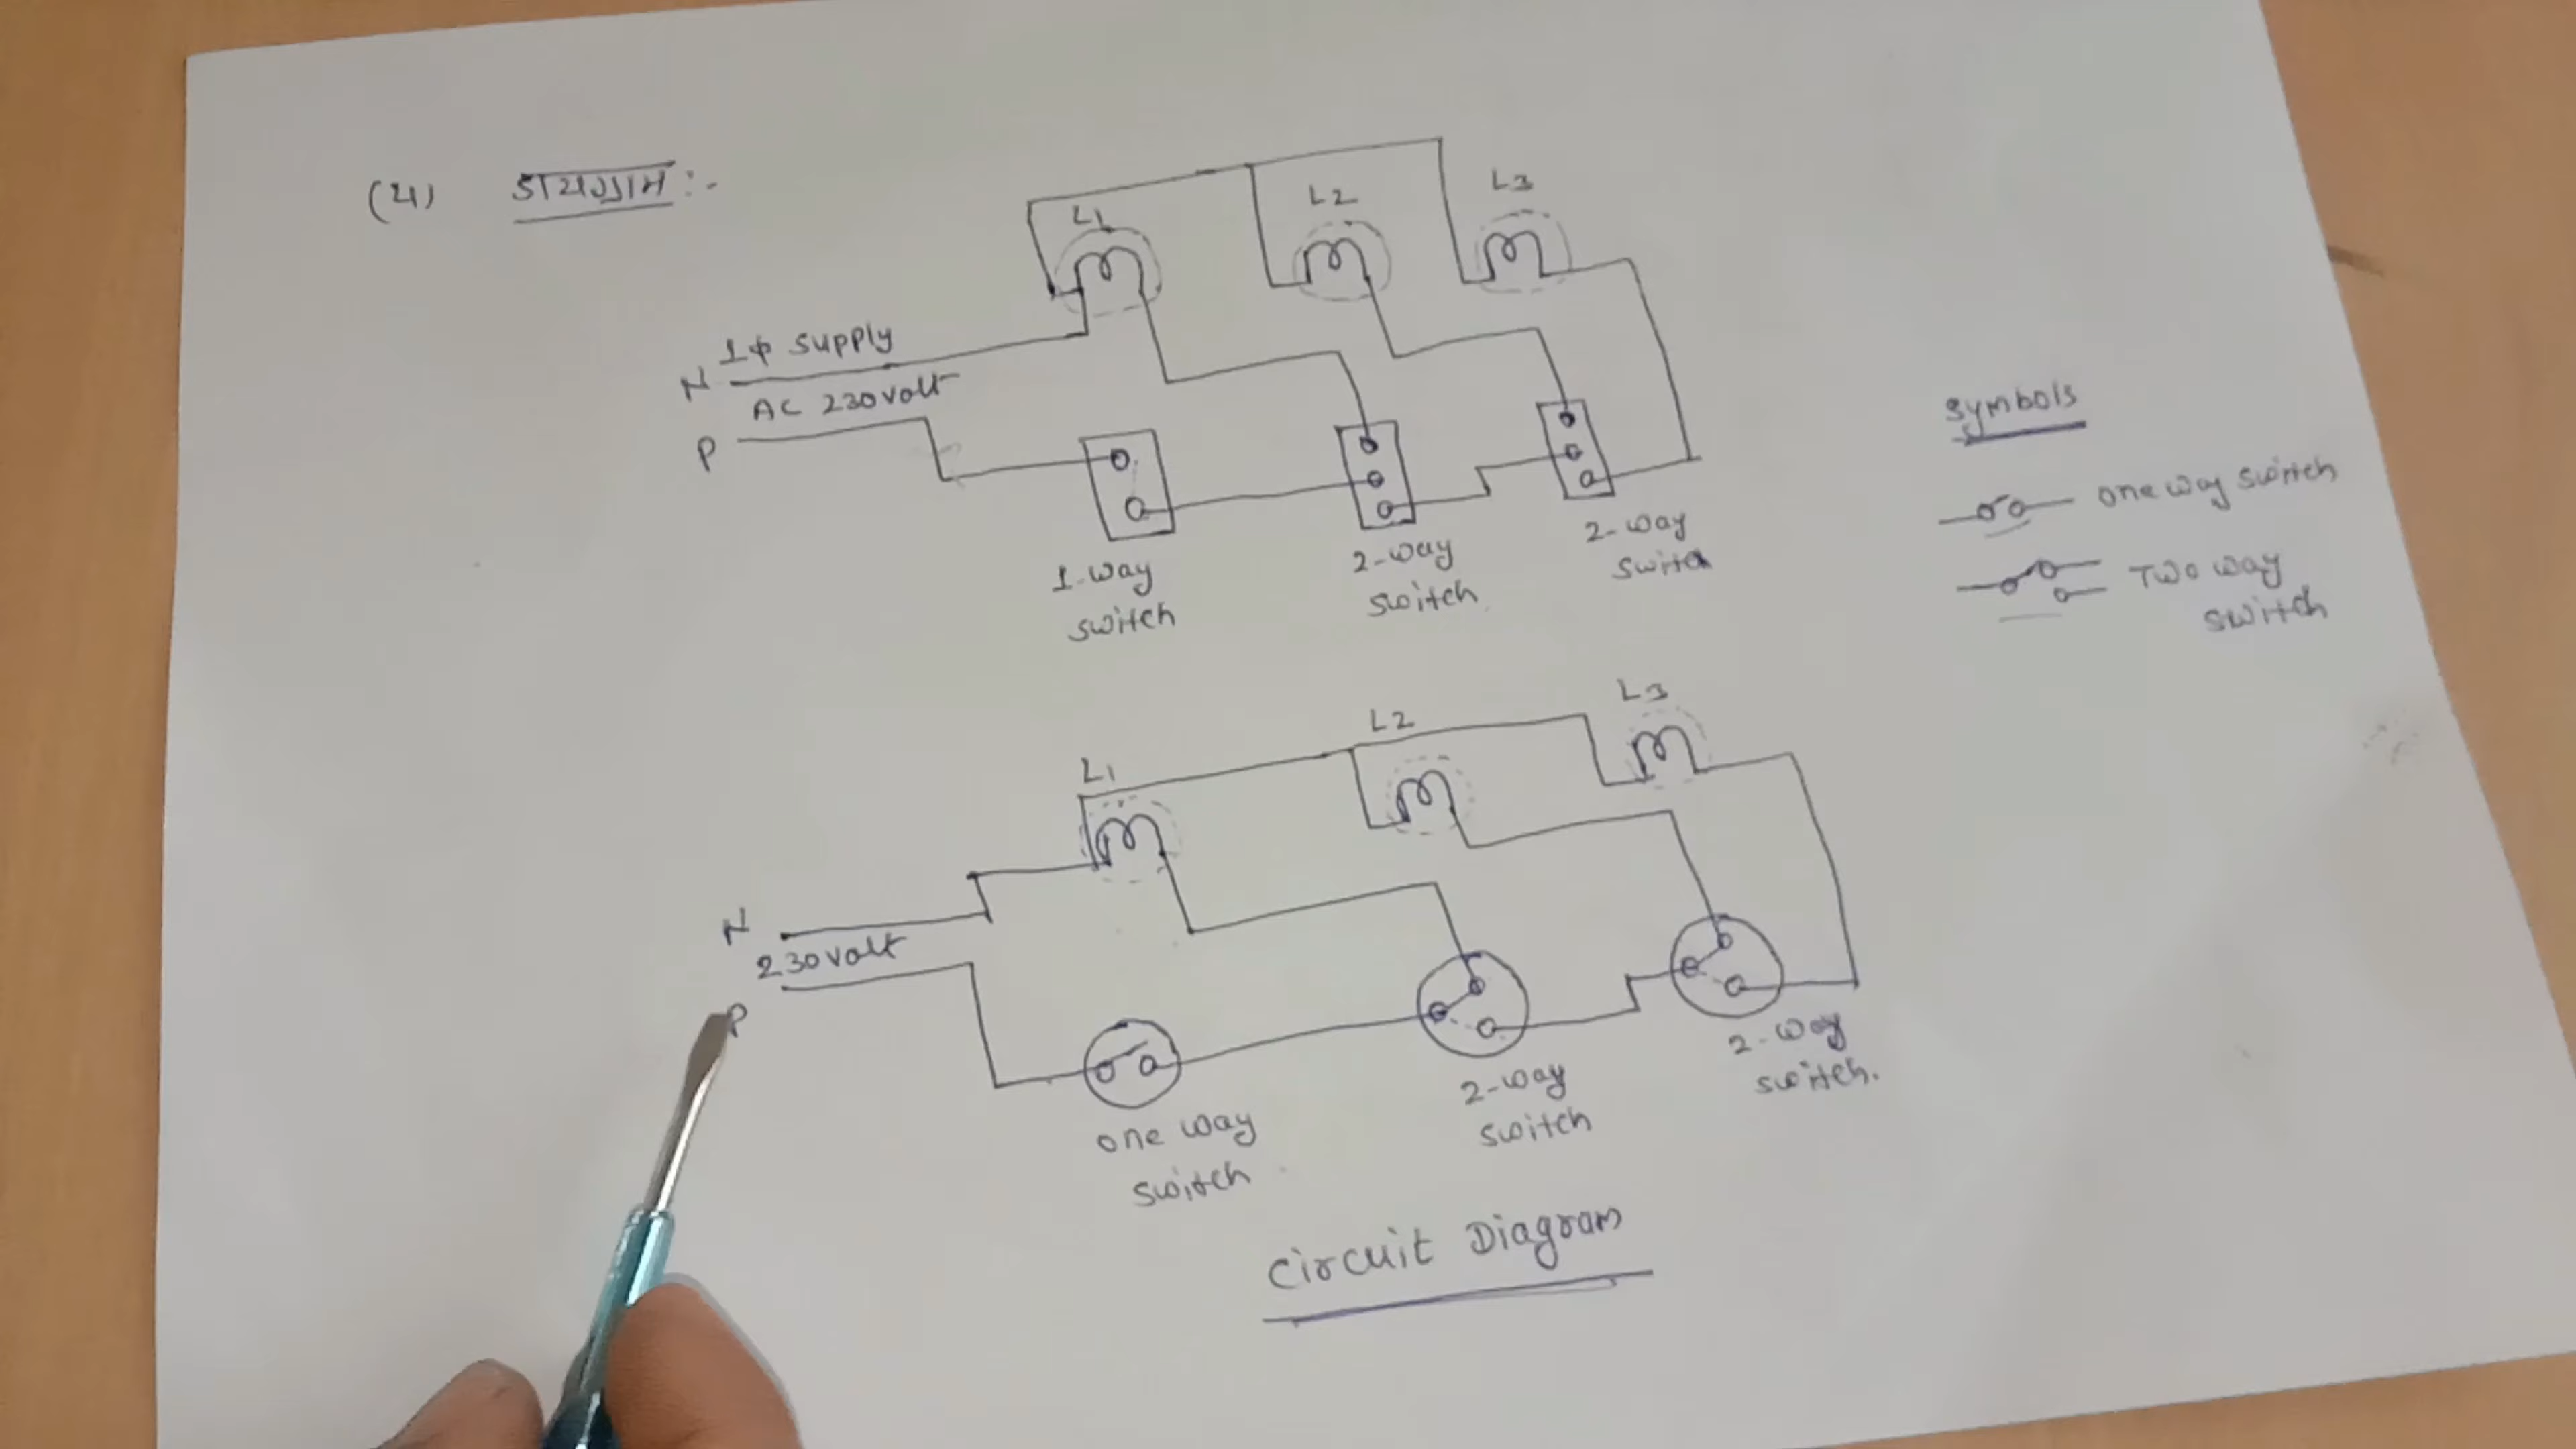 (५) डायग्राम :-
L1
L2
L3
1ϕ supply
N
AC 230 volt
P
1-way
switch
2-way
switch
2-way
switch
symbols
one way switch
Two way
switch
L1
L2
L3
N
230 volt
P
one way
switch
2-way
switch
2-way
switch.
Circuit Diagram